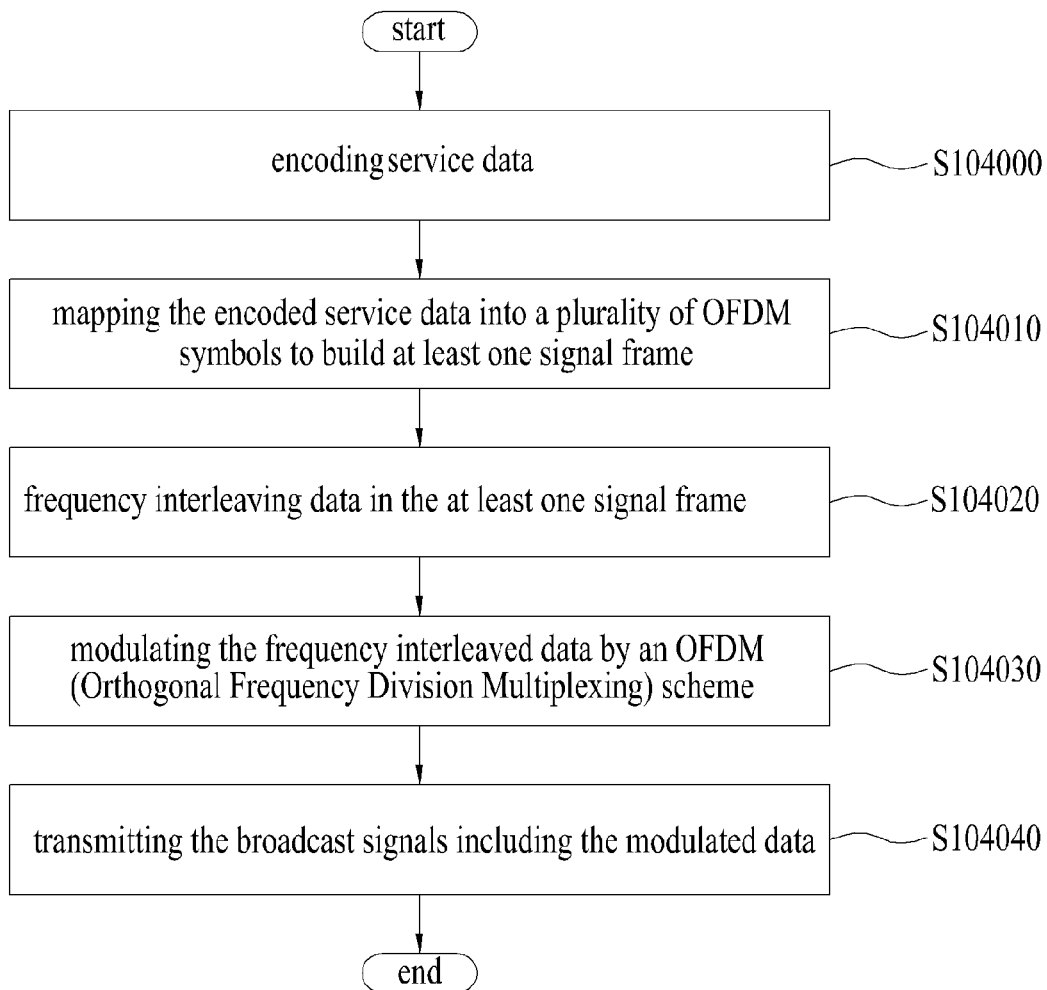 start
encoding service data
S104000
mapping the encoded service data into a plurality of OFDM
symbols to build at least one signal frame
S104010
frequency interleaving data in the at least one signal frame
S104020
modulating the frequency interleaved data by an OFDM
(Orthogonal Frequency Division Multiplexing) scheme
S104030
transmitting the broadcast signals including the modulated data
S104040
end